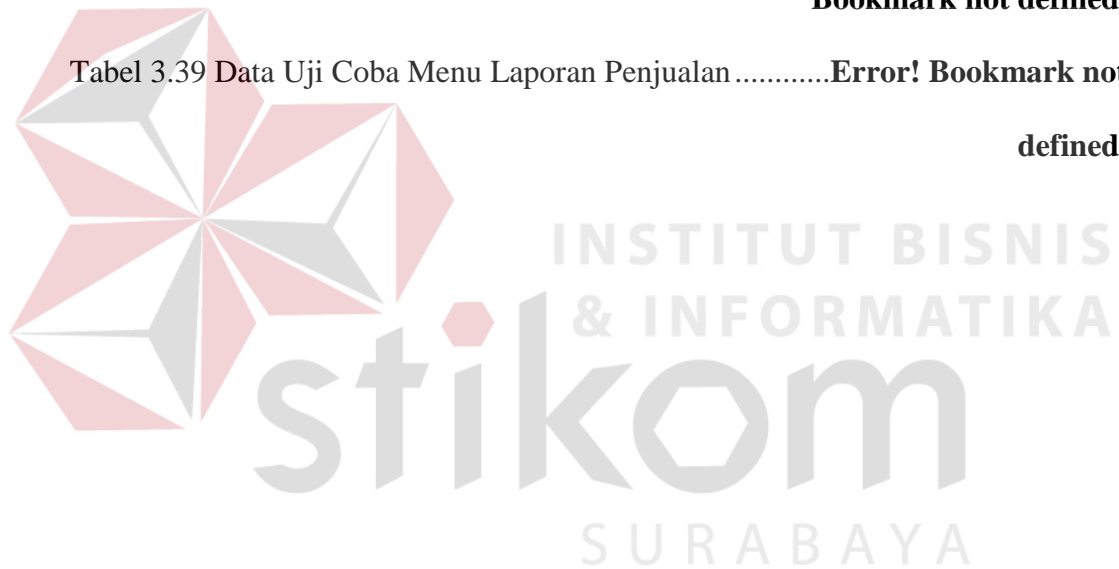 Bookmark not defined
Tabel 3.39 Data Uji Coba Menu Laporan Penjualan ............Error! Bookmark not
defined
INSTITUT BISNIS
& INFORMATIKA
stikom
SURABAYA